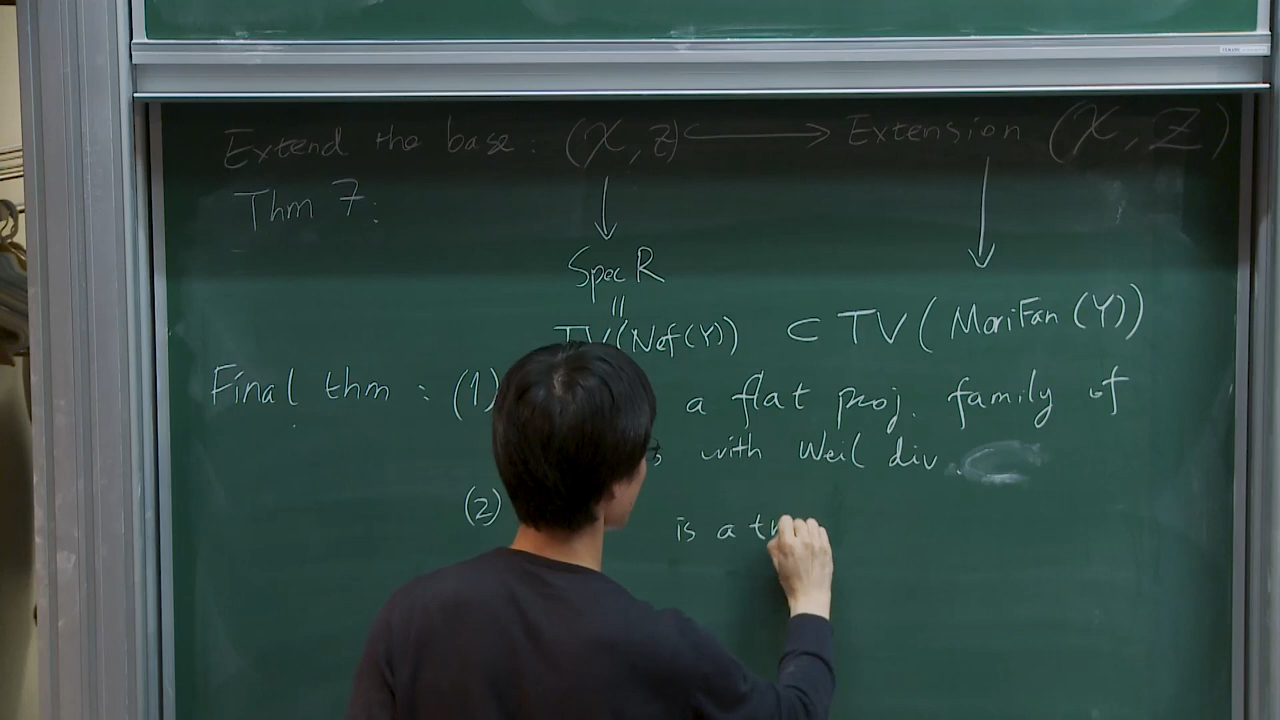 Extend the base : (𝒳, Z) ⟷ Extension (𝒳, Z)
Thm 7 : ↓ ↓
Spec R
||
TV(Nef(Y)) ⊂ TV(MoriFan(Y))
Final thm : (1) a flat proj. family of
with Weil div.
(2) is a